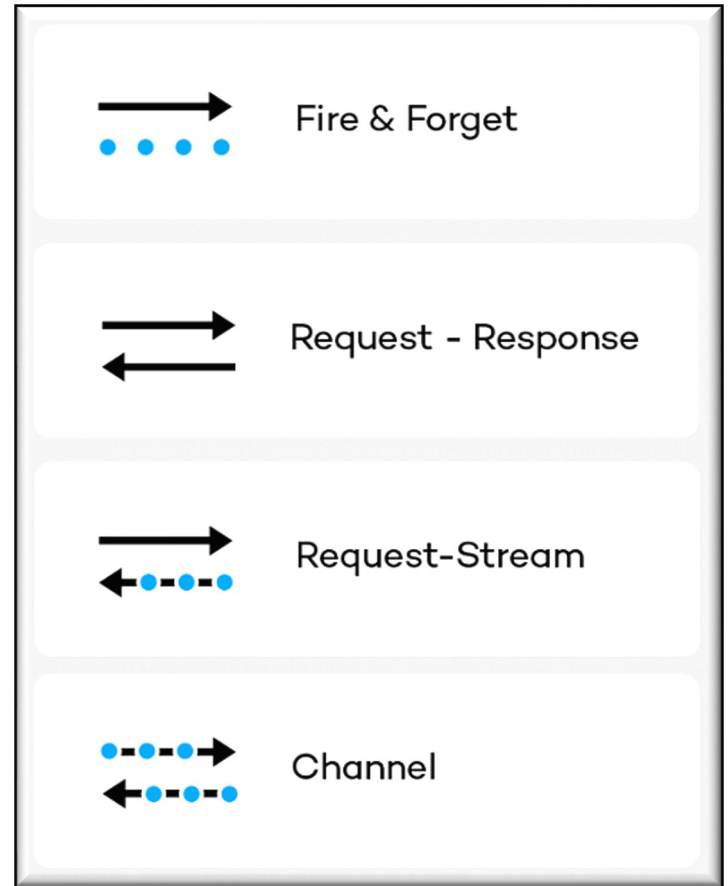 Fire & Forget
Request - Response
Request-Stream
Channel